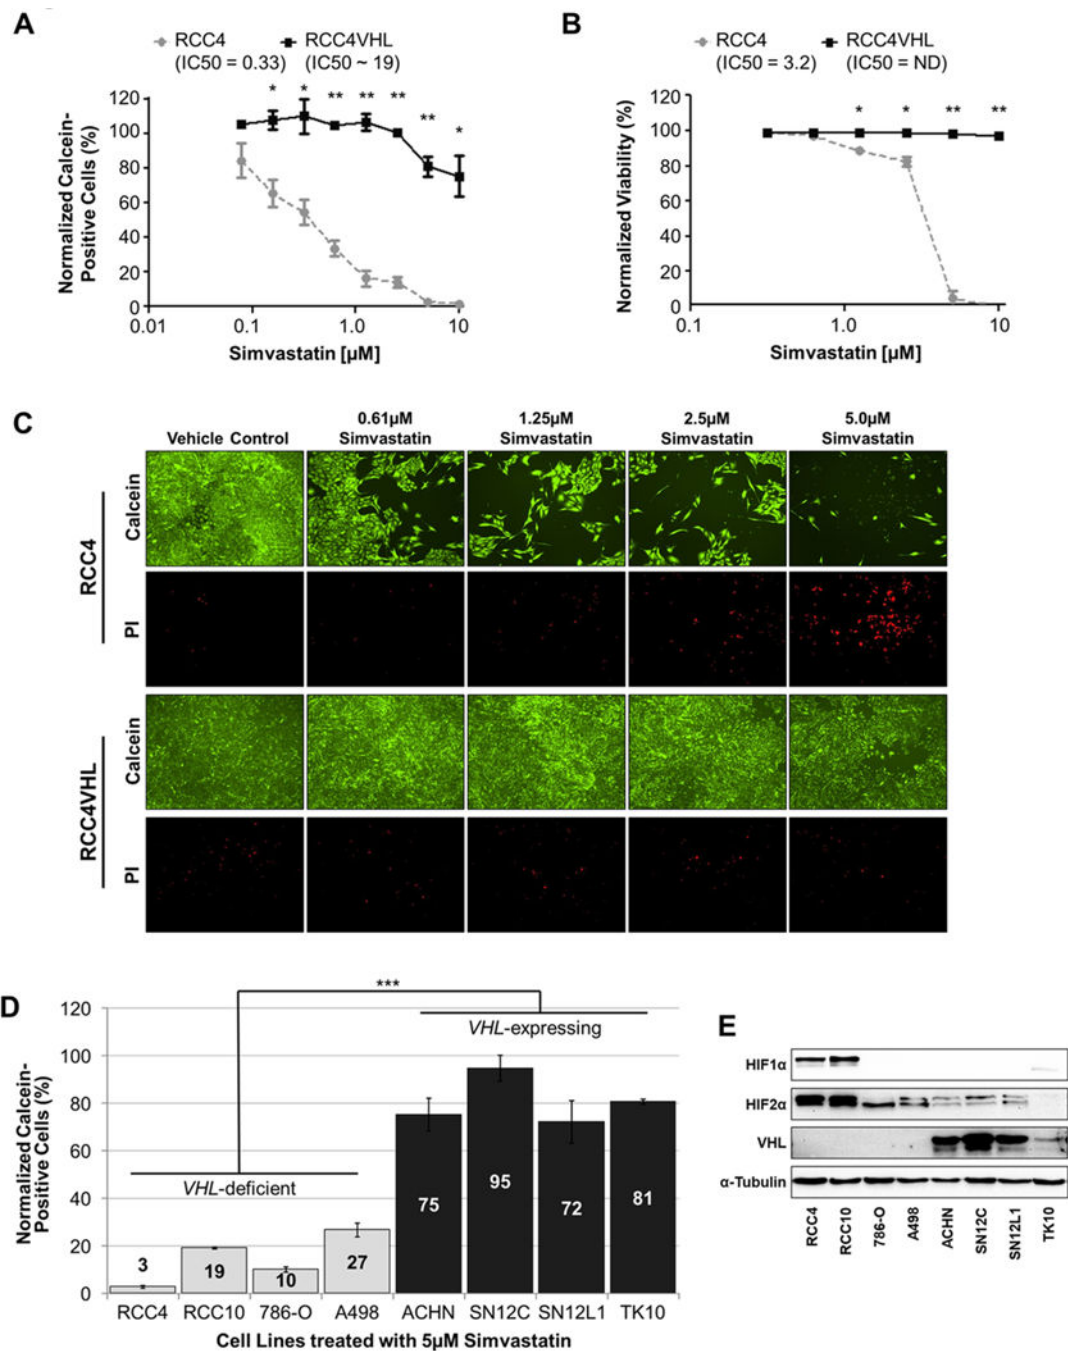 A
RCC4
(IC50 = 0.33)
RCC4VHL
(IC50 ~ 19)
* * ** ** ** ** *
Normalized Calcein-
Positive Cells (%)
120
100
80
60
40
20
0
0.01 0.1 1.0 10
Simvastatin [µM]
B
RCC4
(IC50 = 3.2)
RCC4VHL
(IC50 = ND)
* * ** **
Normalized Viability (%)
120
100
80
60
40
20
0
0.1 1.0 10
Simvastatin [µM]
C
Vehicle Control
0.61µM
Simvastatin
1.25µM
Simvastatin
2.5µM
Simvastatin
5.0µM
Simvastatin
RCC4
Calcein
PI
RCC4VHL
Calcein
PI
D
***
VHL-expressing
VHL-deficient
Normalized Calcein-
Positive Cells (%)
120
100
80
60
40
20
0
3 19 10 27 75 95 72 81
RCC4 RCC10 786-O A498 ACHN SN12C SN12L1 TK10
Cell Lines treated with 5µM Simvastatin
E
HIF1α
HIF2α
VHL
α-Tubulin
RCC4
RCC10
786-O
A498
ACHN
SN12C
SN12L1
TK10